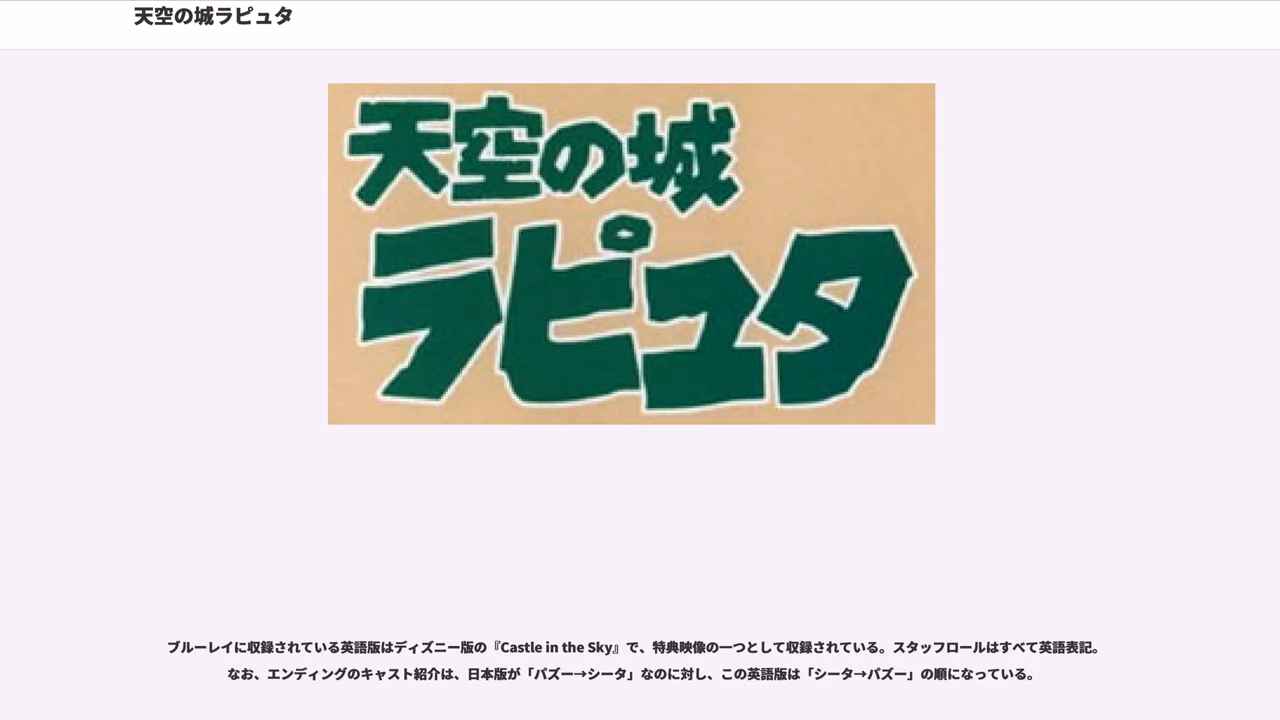 天空の城ラピュタ
天空の城
ラピュタ
ブルーレイに収録されている英語版はディズニー版の『Castle in the Sky』で、特典映像の一つとして収録されている。スタッフロールはすべて英語表記。
なお、エンディングのキャスト紹介は、日本版が「パズー→シータ」なのに対し、この英語版は「シータ→パズー」の順になっている。